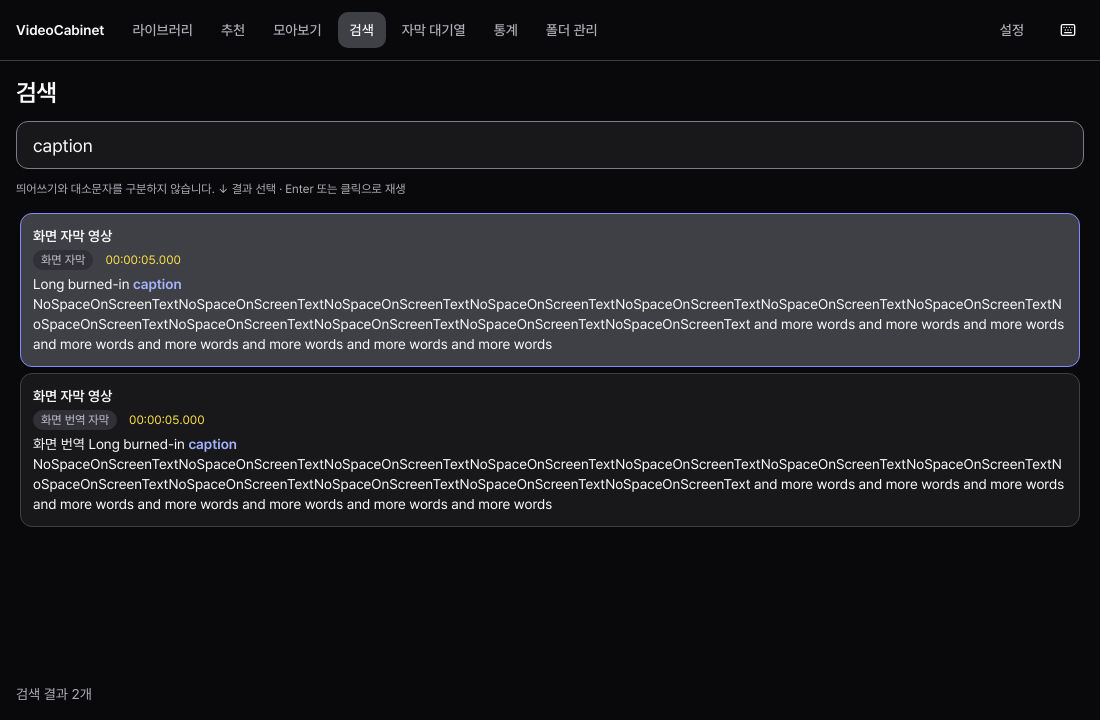 VideoCabinet 라이브러리 추천 모아보기 검색 자막 대기열 통계 폴더 관리 설정
검색
caption
띄어쓰기와 대소문자를 구분하지 않습니다. ↓ 결과 선택 · Enter 또는 클릭으로 재생
화면 자막 영상
화면 자막 00:00:05.000
Long burned-in caption
NoSpaceOnScreenTextNoSpaceOnScreenTextNoSpaceOnScreenTextNoSpaceOnScreenTextNoSpaceOnScreenTextNoSpaceOnScreenTextNoSpaceOnScreenTextN
oSpaceOnScreenTextNoSpaceOnScreenTextNoSpaceOnScreenTextNoSpaceOnScreenTextNoSpaceOnScreenText and more words and more words and more words
and more words and more words and more words and more words and more words
화면 자막 영상
화면 번역 자막 00:00:05.000
화면 번역 Long burned-in caption
NoSpaceOnScreenTextNoSpaceOnScreenTextNoSpaceOnScreenTextNoSpaceOnScreenTextNoSpaceOnScreenTextNoSpaceOnScreenTextNoSpaceOnScreenTextN
oSpaceOnScreenTextNoSpaceOnScreenTextNoSpaceOnScreenTextNoSpaceOnScreenTextNoSpaceOnScreenText and more words and more words and more words
and more words and more words and more words and more words and more words
검색 결과 2개